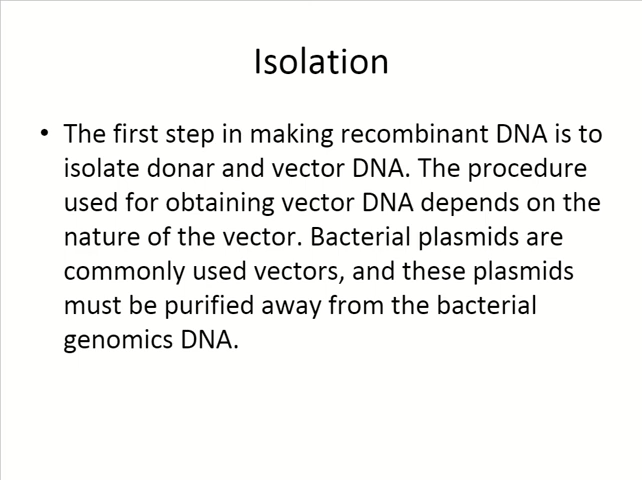 Isolation
• The first step in making recombinant DNA is to
isolate donar and vector DNA. The procedure
used for obtaining vector DNA depends on the
nature of the vector. Bacterial plasmids are
commonly used vectors, and these plasmids
must be purified away from the bacterial
genomics DNA.